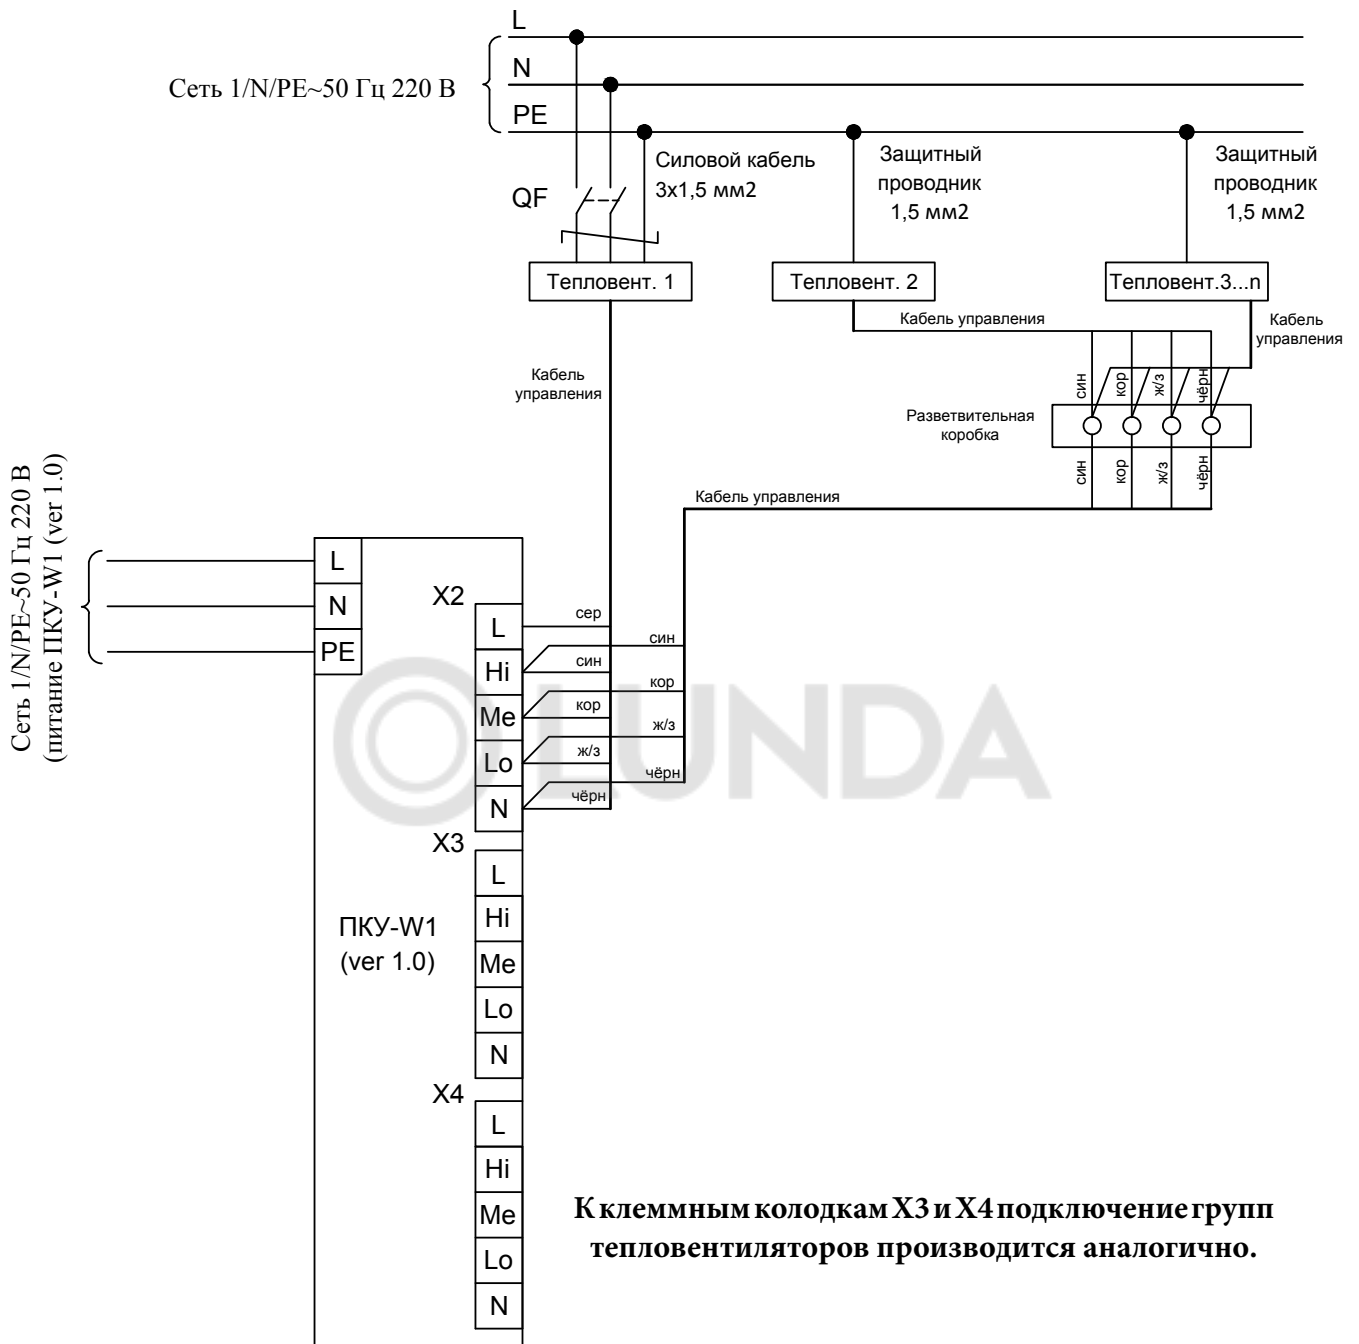 L
N
PE
Сеть 1/N/PE~50 Гц 220 В
QF
Силовой кабель
3х1,5 мм2
Защитный
проводник
1,5 мм2
Защитный
проводник
1,5 мм2
Тепловент. 1
Тепловент. 2
Тепловент.3...n
Кабель управления
Кабель
управления
Кабель
управления
син
кор
ж/з
чёрн
Разветвительная
коробка
син
кор
ж/з
чёрн
Кабель управления
Сеть 1/N/PE~50 Гц 220 В
(питание ПКУ-W1 (ver 1.0)
L
N
PE
X2
L
Hi
Me
Lo
N
сер
син
син
кор
кор
ж/з
ж/з
чёрн
чёрн
LUNDA
X3
L
Hi
Me
Lo
N
ПКУ-W1
(ver 1.0)
X4
L
Hi
Me
Lo
N
К клеммным колодкам X3 и X4 подключение групп
тепловентиляторов производится аналогично.